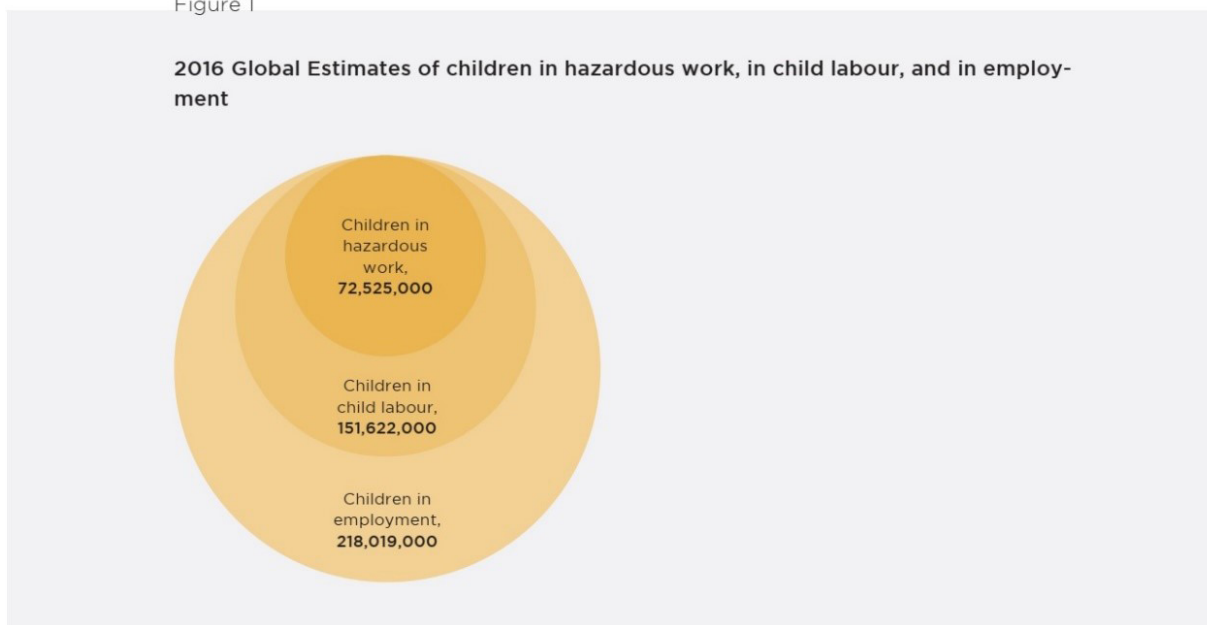 Figure 1
2016 Global Estimates of children in hazardous work, in child labour, and in employ-
ment
Children in
hazardous
work,
72,525,000
Children in
child labour,
151,622,000
Children in
employment,
218,019,000